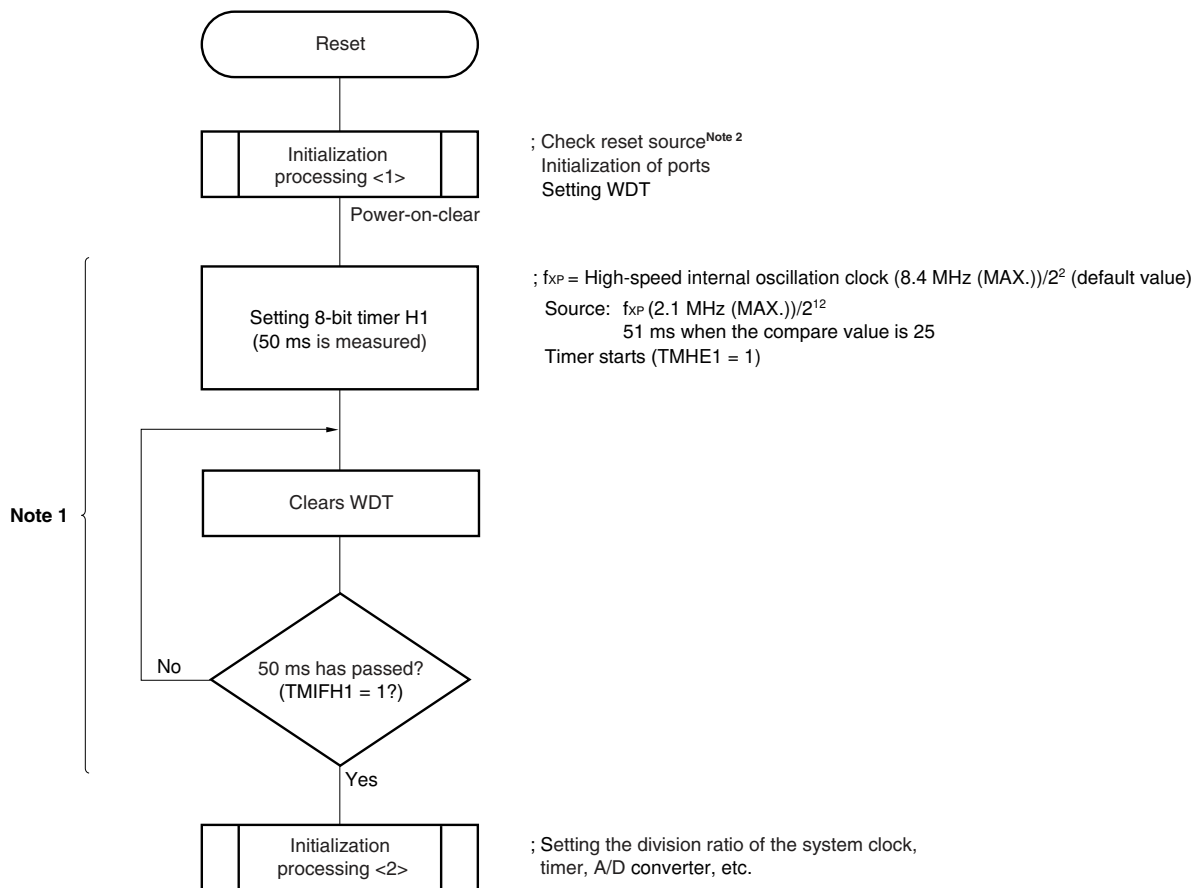 Reset
Initialization
processing <1>
; Check reset source^Note 2
Initialization of ports
Setting WDT
Power-on-clear
Setting 8-bit timer H1
(50 ms is measured)
; fXP = High-speed internal oscillation clock (8.4 MHz (MAX.))/2² (default value)
Source: fXP (2.1 MHz (MAX.))/2¹²
51 ms when the compare value is 25
Timer starts (TMHE1 = 1)
Note 1
Clears WDT
No
50 ms has passed?
(TMIFH1 = 1?)
Yes
Initialization
processing <2>
; Setting the division ratio of the system clock,
timer, A/D converter, etc.